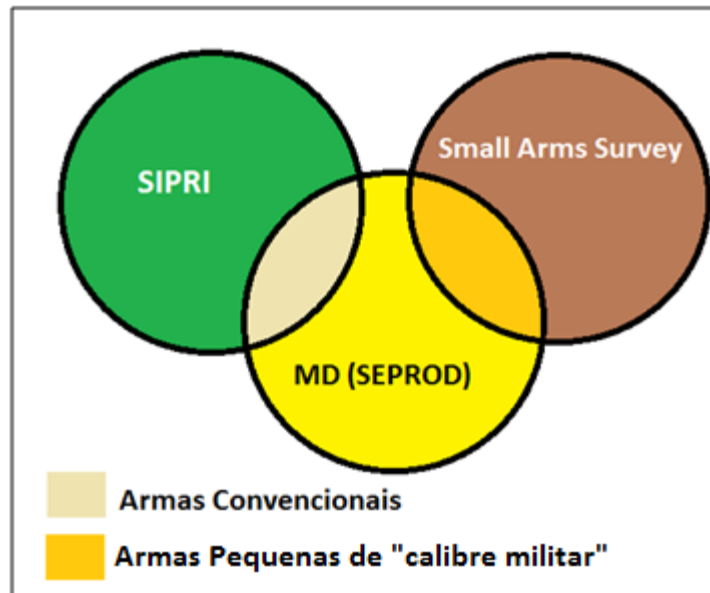 SIPRI
Small Arms Survey
MD (SEPROD)
Armas Convencionais
Armas Pequenas de "calibre militar"